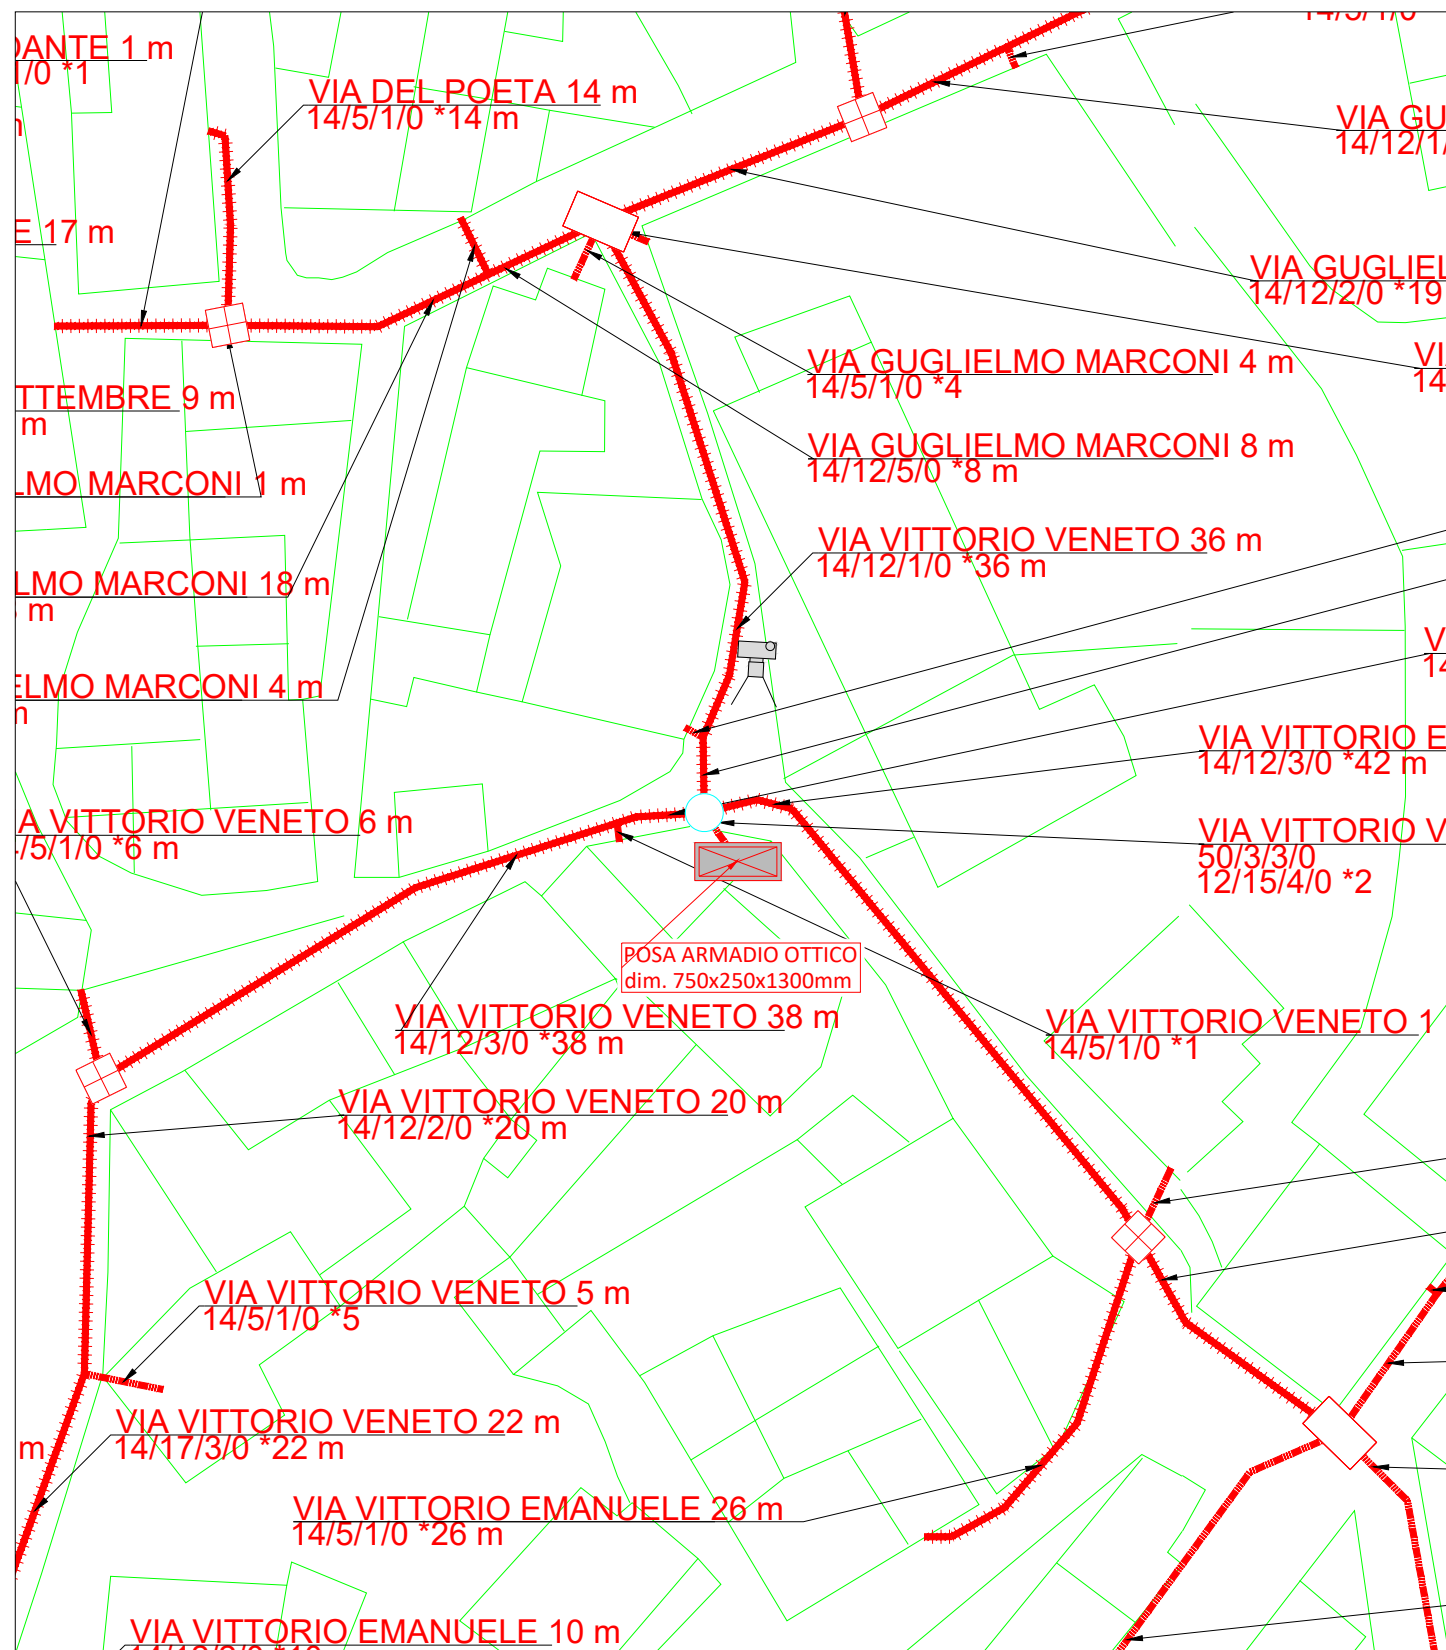 DANTE 1 m
1/0 *1
VIA DEL POETA 14 m
14/5/1/0 *14 m
VIA GU
14/12/1/
E 17 m
VIA GUGLIEL
14/12/2/0 *19
VIA GUGLIELMO MARCONI 4 m
14/5/1/0 *4
VI
14
TTEMBRE 9 m
m
VIA GUGLIELMO MARCONI 8 m
14/12/5/0 *8 m
LMO MARCONI 1 m
VIA VITTORIO VENETO 36 m
14/12/1/0 *36 m
LMO MARCONI 18 m
m
ELMO MARCONI 4 m
V
14
VIA VITTORIO E
14/12/3/0 *42 m
A VITTORIO VENETO 6 m
/5/1/0 *6 m
VIA VITTORIO V
50/3/3/0
12/15/4/0 *2
POSA ARMADIO OTTICO
dim. 750x250x1300mm
VIA VITTORIO VENETO 38 m
14/12/3/0 *38 m
VIA VITTORIO VENETO 1
14/5/1/0 *1
VIA VITTORIO VENETO 20 m
14/12/2/0 *20 m
VIA VITTORIO VENETO 5 m
14/5/1/0 *5
VIA VITTORIO VENETO 22 m
14/17/3/0 *22 m
m
VIA VITTORIO EMANUELE 26 m
14/5/1/0 *26 m
VIA VITTORIO EMANUELE 10 m